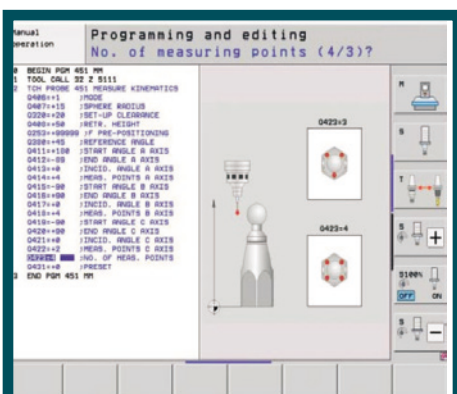 Manual
operation
Programming and editing
No. of measuring points (4/3)?
0 BEGIN PGM 451 MM
1 TOOL CALL 32 Z S111
2 TCH PROBE 451 MEASURE KINEMATICS
Q406=+1 ;MODE
Q407=+15 ;SPHERE RADIUS
Q320=+20 ;SET-UP CLEARANCE
Q408=+50 ;RETR. HEIGHT
Q253=+99999 ;F PRE-POSITIONING
Q380=+45 ;REFERENCE ANGLE
;START ANGLE A AXIS
;END ANGLE A AXIS
Q413=+0 ;INCID. ANGLE A AXIS
Q414=+4 ;MEAS. POINTS A AXIS
Q415=-90 ;START ANGLE B AXIS
Q416=+90 ;END ANGLE B AXIS
Q417=+0 ;INCID. ANGLE B AXIS
Q418=+4 ;MEAS. POINTS B AXIS
Q419=-90 ;START ANGLE C AXIS
Q420=+90 ;END ANGLE C AXIS
Q421=+0 ;INCID. ANGLE C AXIS
Q422=+2 ;MEAS. POINTS C AXIS
;NO. OF MEAS. POINTS
Q431=+0 ;PRESET
3 END PGM 451 MM
Q423=3
Q423=4
M
S
T
S
S100%
OFF ON
S